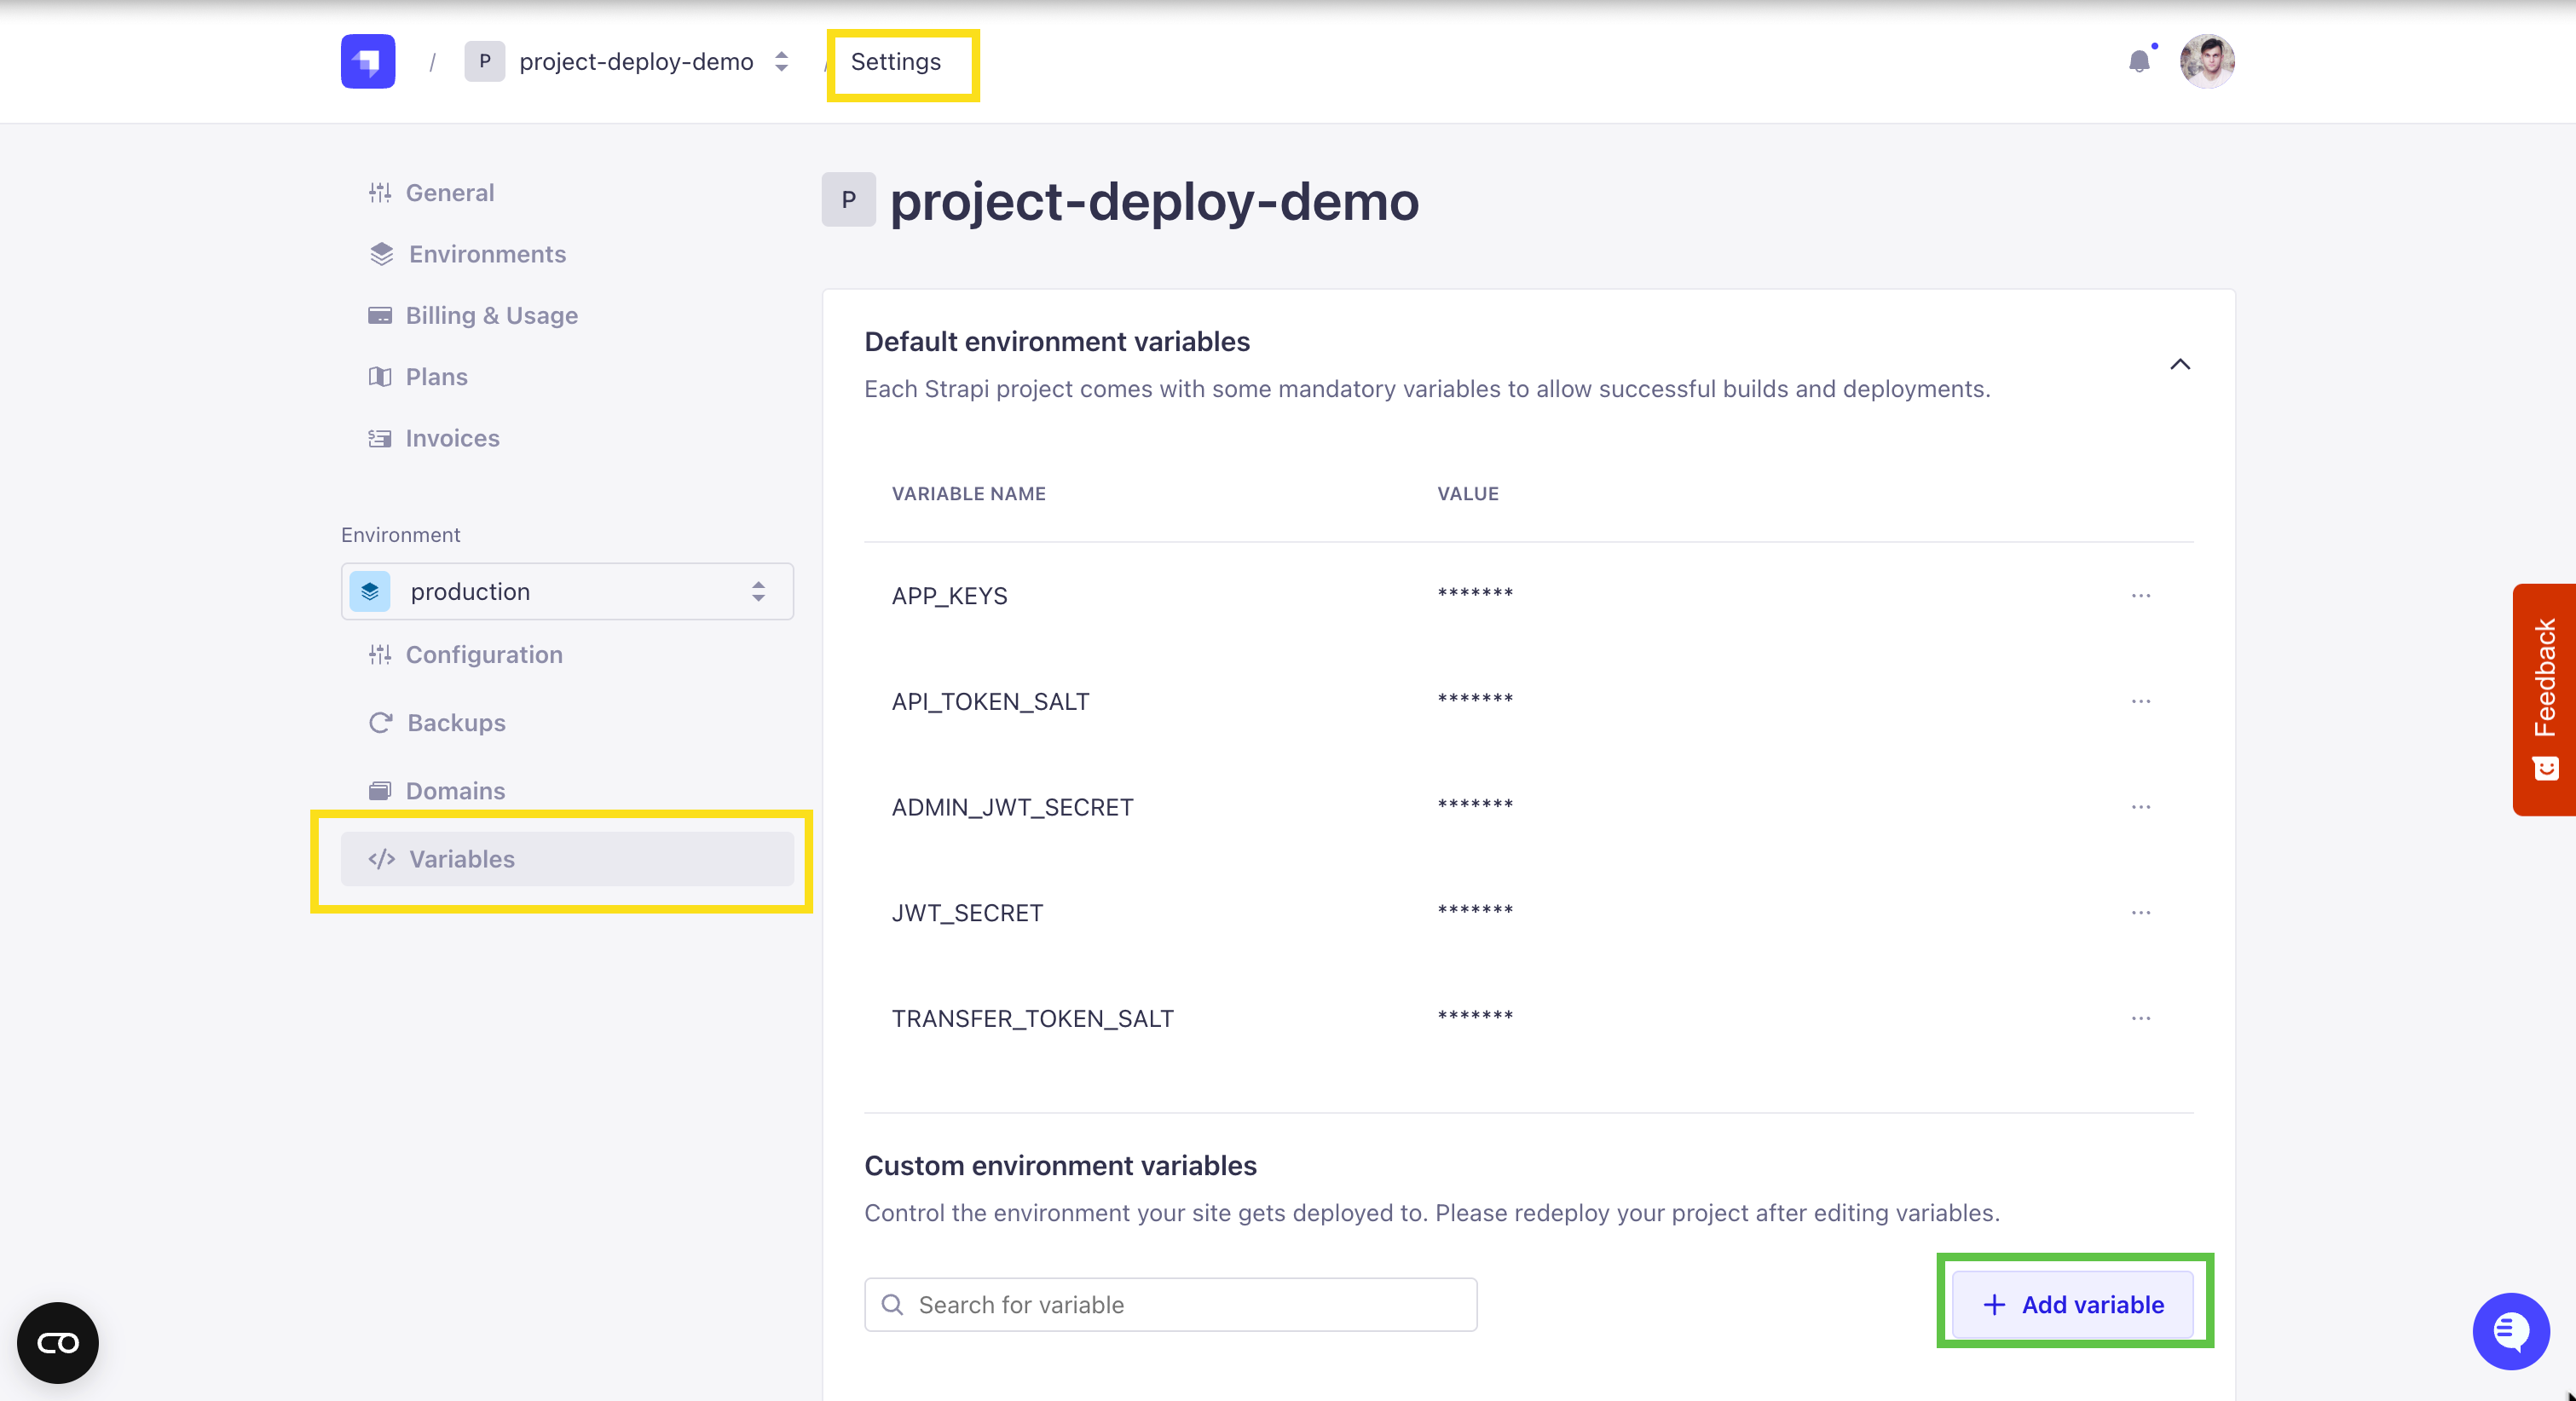 / P project-deploy-demo / Settings
General
Environments
Billing & Usage
Plans
Invoices
Environment
production
Configuration
Backups
Domains
</> Variables
P project-deploy-demo
Default environment variables
Each Strapi project comes with some mandatory variables to allow successful builds and deployments.
VARIABLE NAME VALUE
APP_KEYS ******* ...
API_TOKEN_SALT ******* ...
ADMIN_JWT_SECRET ******* ...
JWT_SECRET ******* ...
TRANSFER_TOKEN_SALT ******* ...
Custom environment variables
Control the environment your site gets deployed to. Please redeploy your project after editing variables.
Search for variable
+ Add variable
Feedback